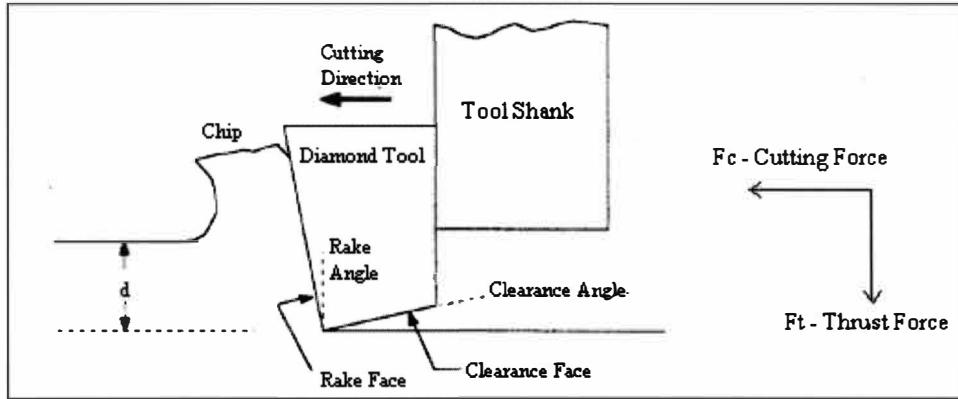 Cutting
Direction
Tool Shank
Chip
Diamond Tool
Fc - Cutting Force
Rake
Angle
d
Clearance Angle
Ft - Thrust Force
Rake Face
Clearance Face